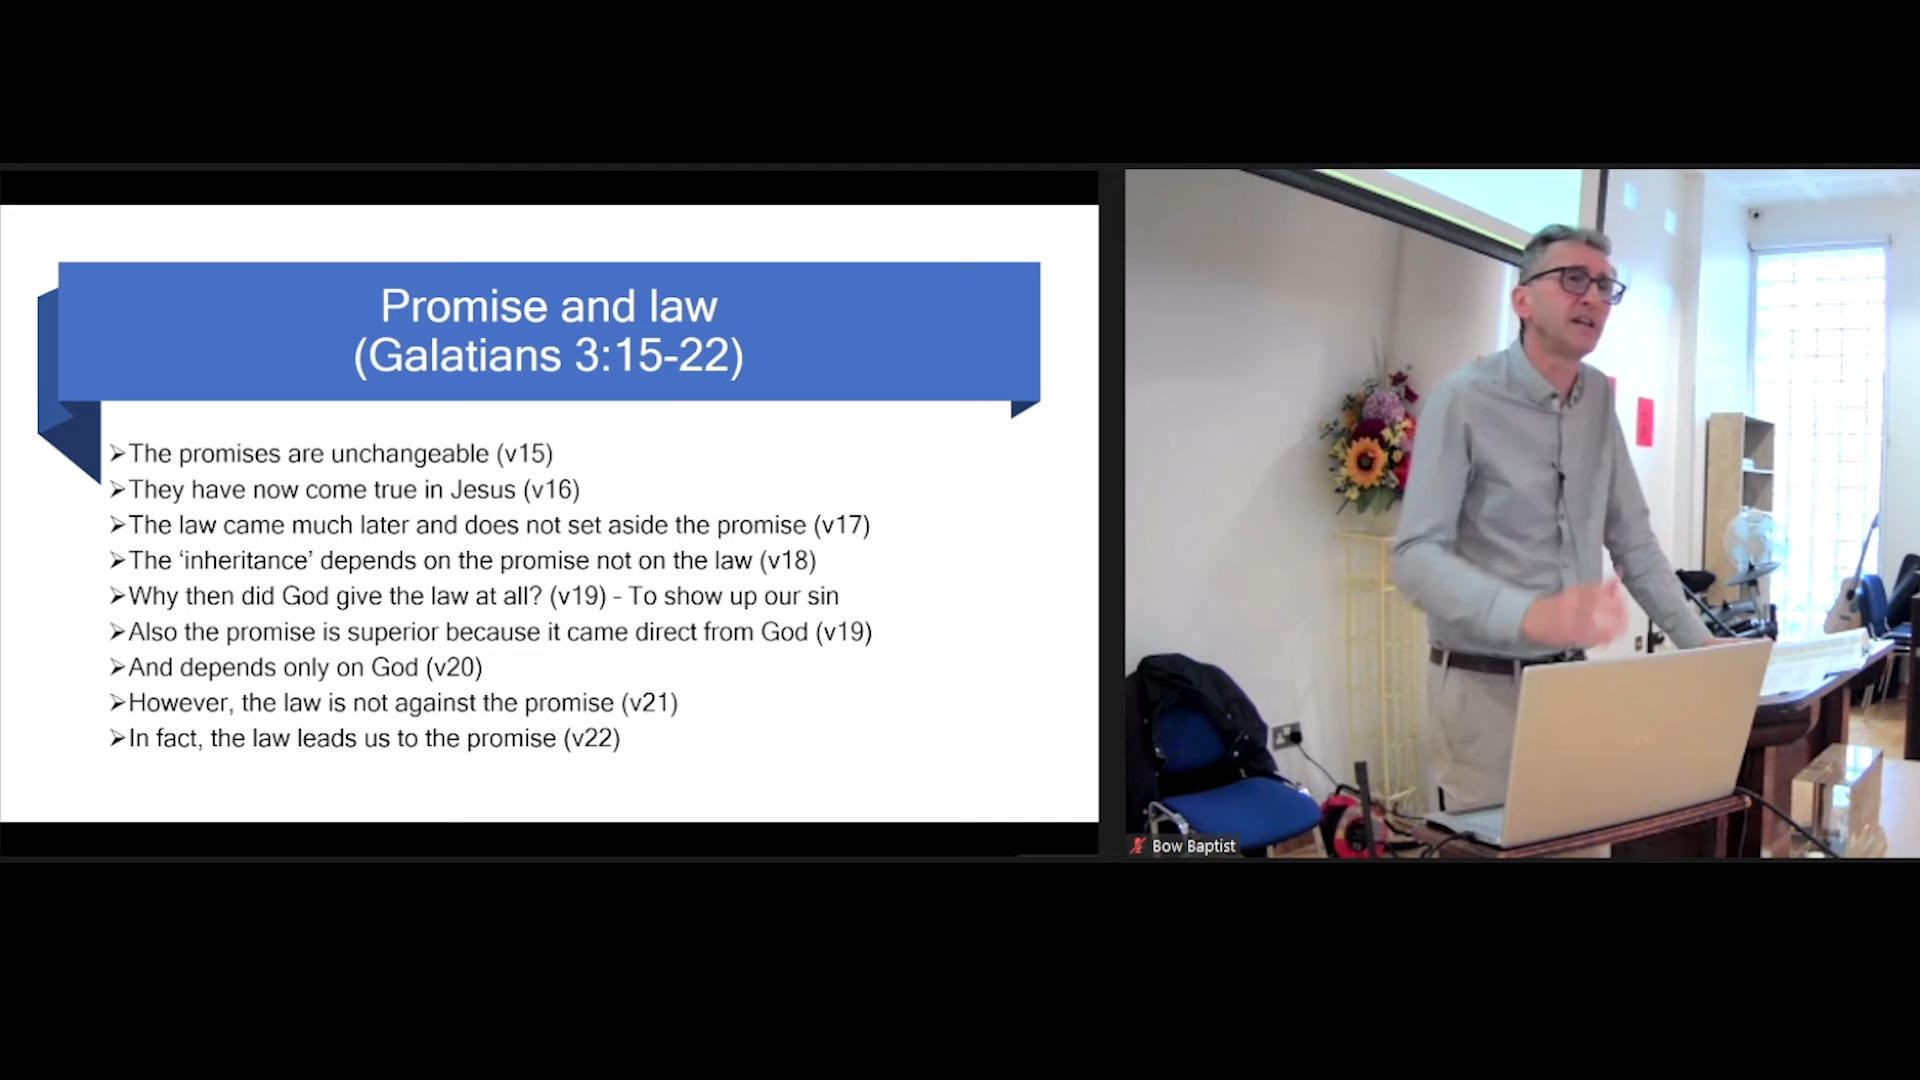 Promise and law
(Galatians 3:15-22)
➢The promises are unchangeable (v15)
➢They have now come true in Jesus (v16)
➢The law came much later and does not set aside the promise (v17)
➢The ‘inheritance’ depends on the promise not on the law (v18)
➢Why then did God give the law at all? (v19) - To show up our sin
➢Also the promise is superior because it came direct from God (v19)
➢And depends only on God (v20)
➢However, the law is not against the promise (v21)
➢In fact, the law leads us to the promise (v22)
Bow Baptist